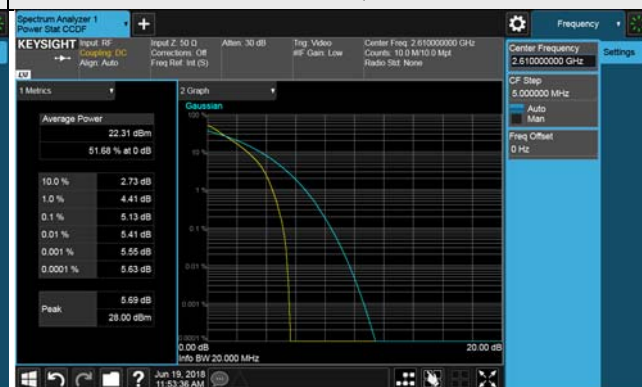 Spectrum Analyzer 1
Power Stat CCDF
Frequency
KEYSIGHT
Input: RF
Coupling: DC
Align: Auto
Input Z: 50 Ω
Corrections: Off
Freq Ref: Int (S)
Atten: 30 dB
Trig: Video
#IF Gain: Low
Center Freq: 2.610000000 GHz
Counts: 10.0 M/10.0 Mpt
Radio Std: None
Center Frequency
2.610000000 GHz
Settings
CF Step
5.000000 MHz
Auto
Man
Freq Offset
0 Hz
1 Metrics
2 Graph
Gaussian
Average Power
22.31 dBm
51.68 % at 0 dB
10.0 % 2.73 dB
1.0 % 4.41 dB
0.1 % 5.13 dB
0.01 % 5.41 dB
0.001 % 5.55 dB
0.0001 % 5.63 dB
Peak
5.69 dB
28.00 dBm
100 %
10 %
1 %
0.1 %
0.01 %
0.001 %
0.0001 %
0.00 dB
20.00 dB
Info BW 20.000 MHz
Jun 19, 2018
11:53:36 AM